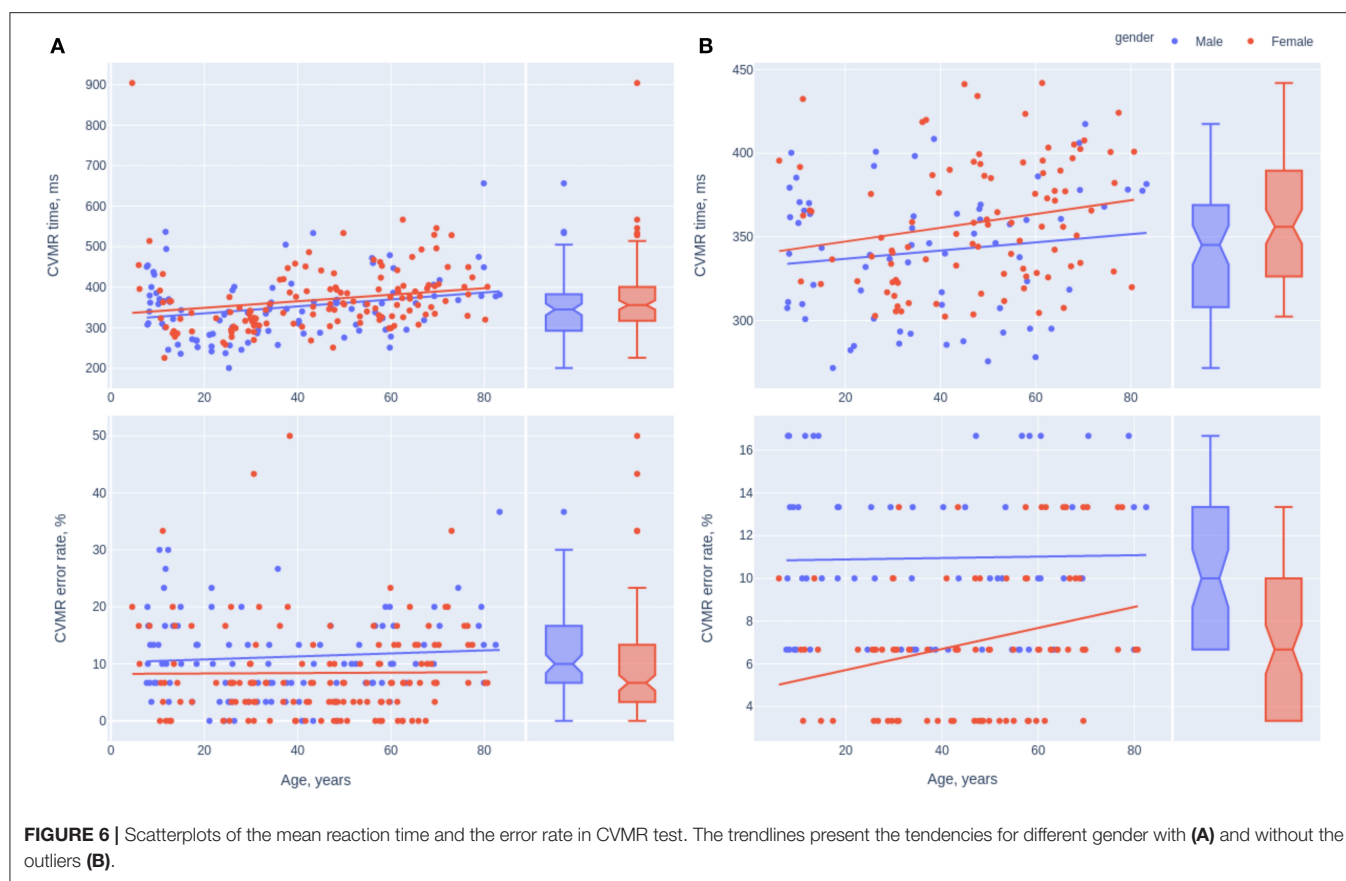 A
B
gender Male Female
CVMR time, ms
900
800
700
600
500
400
300
200
0 20 40 60 80
CVMR time, ms
450
400
350
300
20 40 60 80
CVMR error rate, %
50
40
30
20
10
0
0 20 40 60 80
Age, years
CVMR error rate, %
16
14
12
10
8
6
4
20 40 60 80
Age, years
FIGURE 6 | Scatterplots of the mean reaction time and the error rate in CVMR test. The trendlines present the tendencies for different gender with (A) and without the
outliers (B).